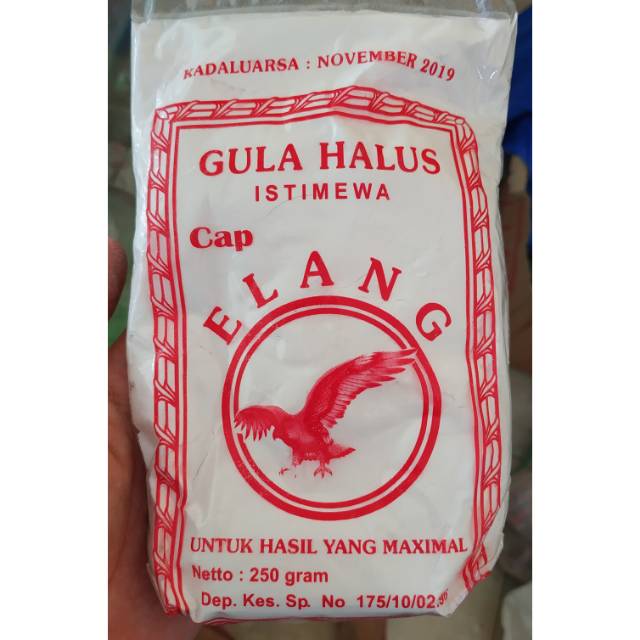 KADALUARSA : NOVEMBER 2019
GULA HALUS
ISTIMEWA
Cap
ELANG
UNTUK HASIL YANG MAXIMAL
Netto : 250 gram
Dep. Kes. Sp. No 175/10/02.